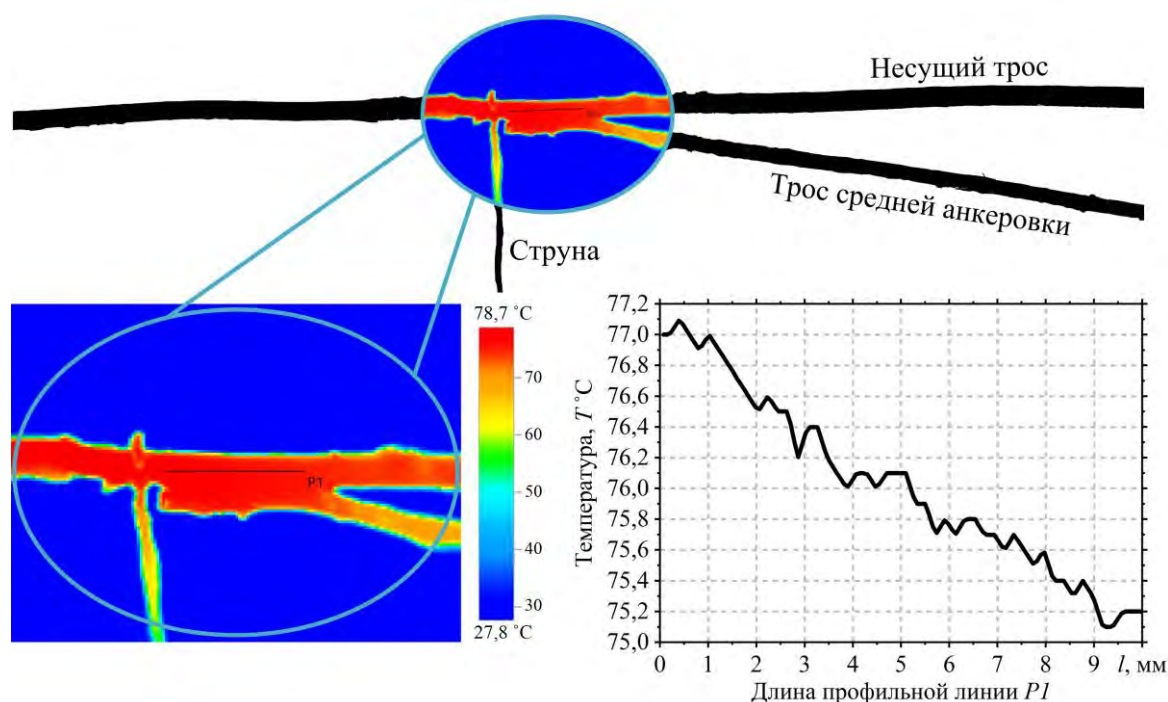 Несущий трос
Трос средней анкеровки
Струна
78,7 °C
70
60
50
40
30
27,8 °C
P1
77,2
77,0
76,8
76,6
76,4
76,2
76,0
75,8
75,6
75,4
75,2
75,0
Температура, T °C
0 1 2 3 4 5 6 7 8 9 l, мм
Длина профильной линии P1